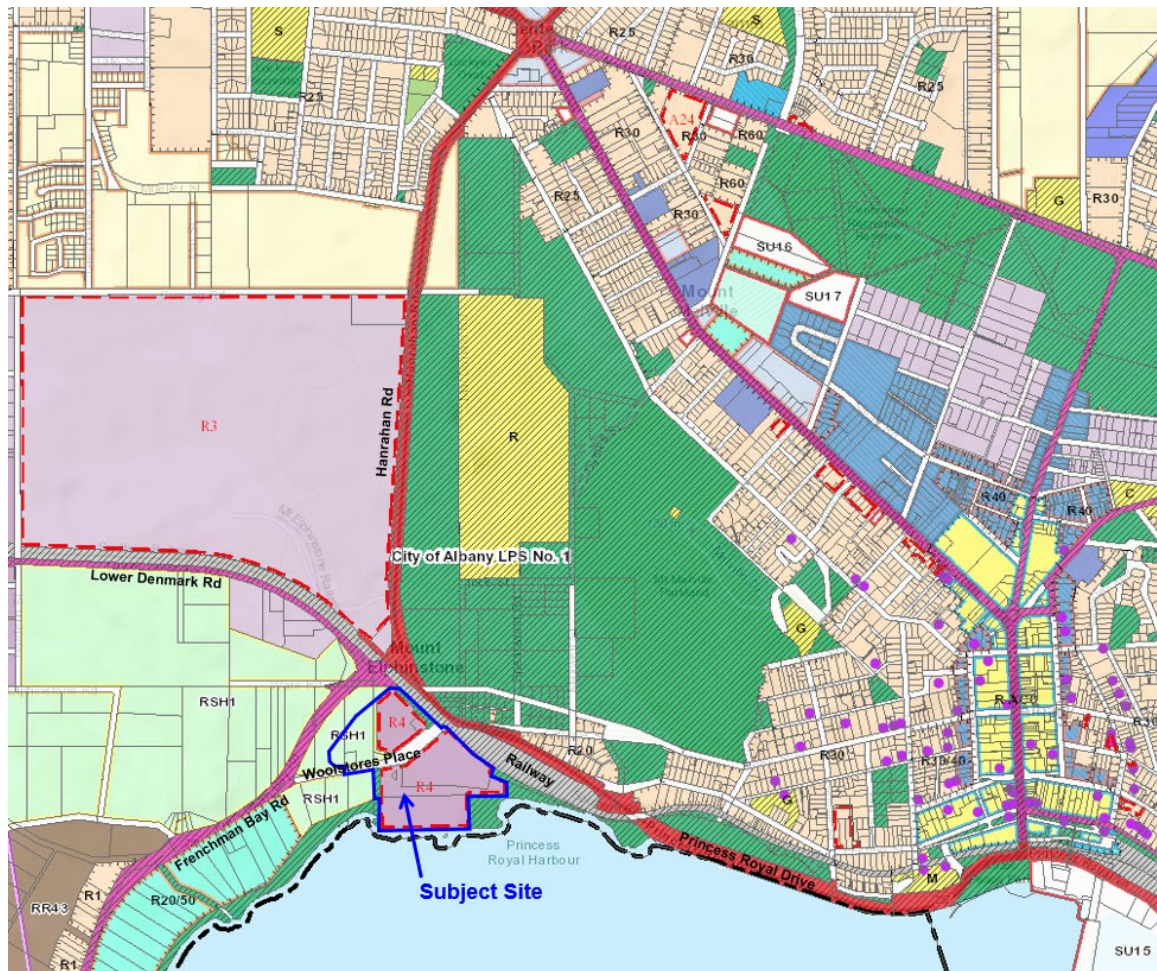 S
S
R25
R30
R25
R25
A24
R30
R60
R30
R60
R25
R30
G
R30
SU16
SU17
Mount
R3
Hanrahan Rd
R
City of Albany LPS No. 1
Lower Denmark Rd
R40
R40
C
G
Mount
Elphinstone
RSH1
R4
RSH1
Woolstores Place
R4
RSH1
Railway
R20
R30
R30
G
Frenchman Bay Rd
Princess
Royal Harbour
Princess Royal Drive
M
Subject Site
RR43
R1
R20/50
R1
SU15